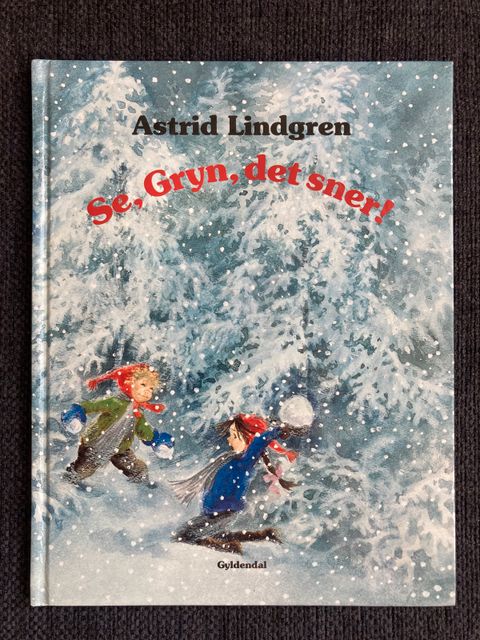 Astrid Lindgren
Se, Gryn, det sner!
Gyldendal